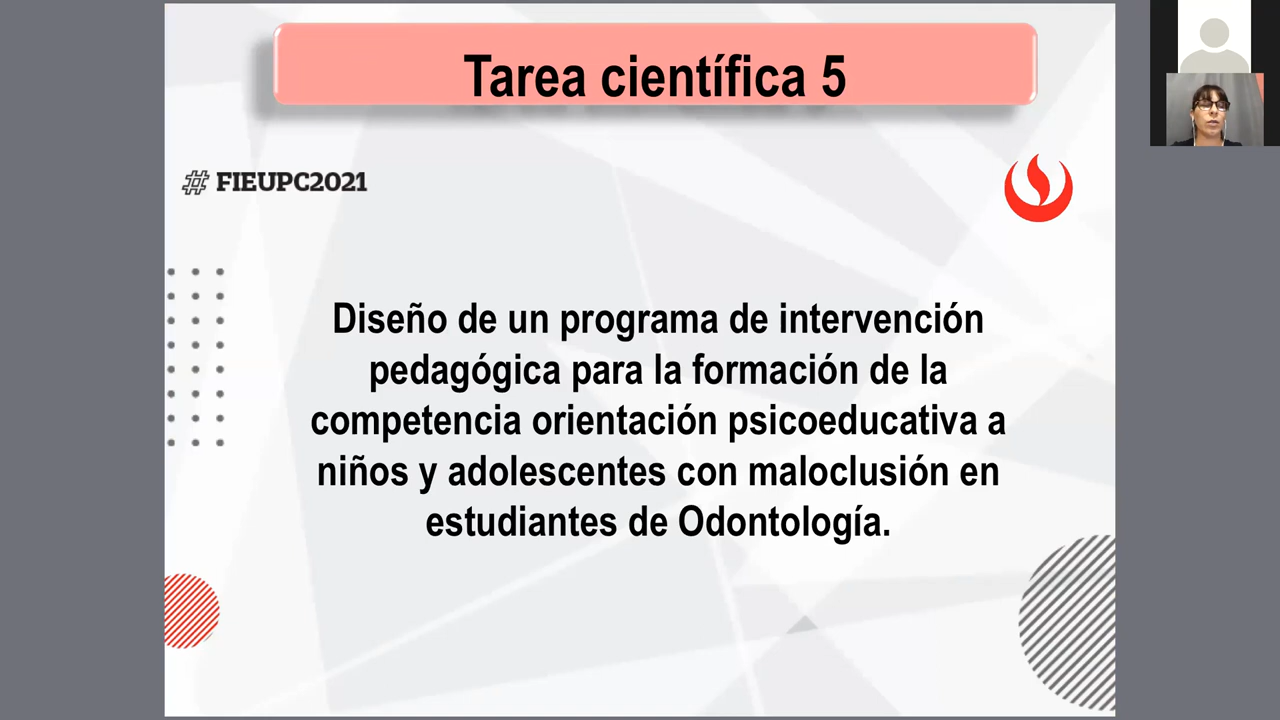 Tarea científica 5
# FIEUPC2021
Diseño de un programa de intervención
pedagógica para la formación de la
competencia orientación psicoeducativa a
niños y adolescentes con maloclusión en
estudiantes de Odontología.